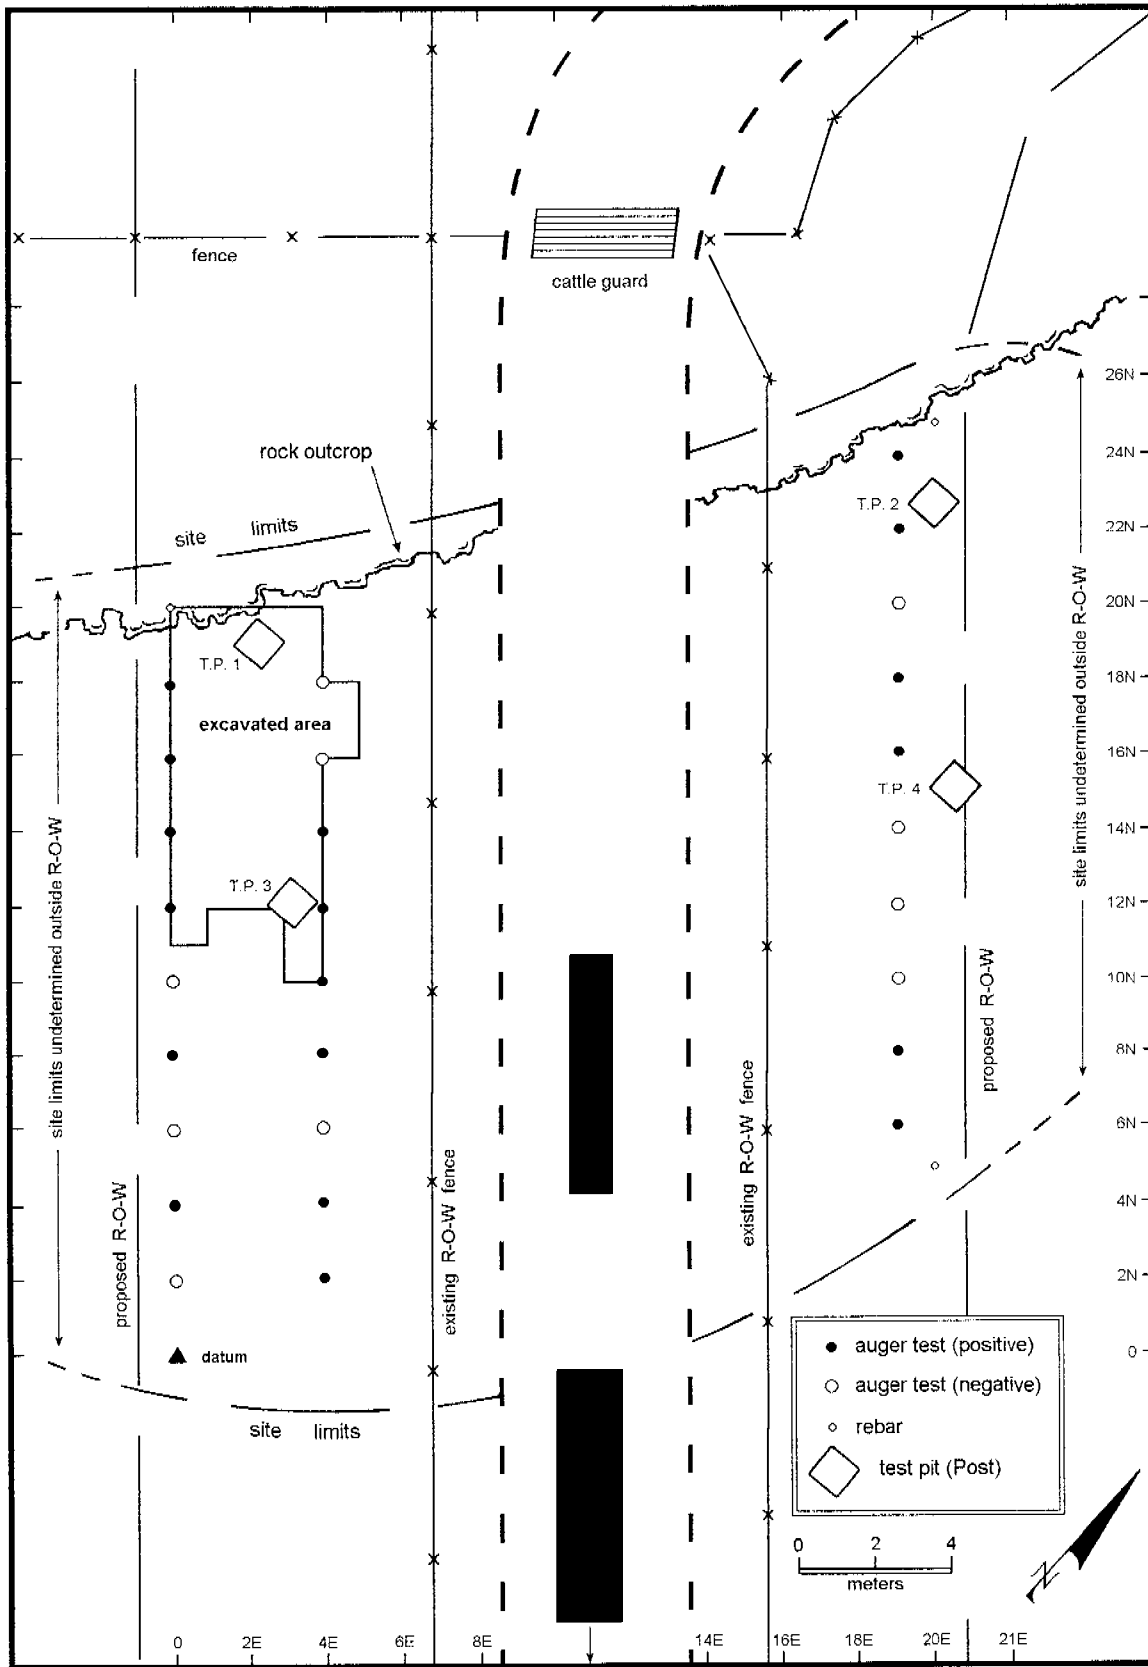 fence
cattle guard
rock outcrop
site limits
26N
24N
T.P. 2
22N
20N
T.P. 1
18N
excavated area
16N
T.P. 4
14N
T.P. 3
12N
10N
8N
6N
4N
2N
0
site limits undetermined outside R-O-W
proposed R-O-W
existing R-O-W fence
existing R-O-W fence
proposed R-O-W
site limits undetermined outside R-O-W
datum
site limits
auger test (positive)
auger test (negative)
rebar
test pit (Post)
0 2 4
meters
N
0 2E 4E 6E 8E 14E 16E 18E 20E 21E